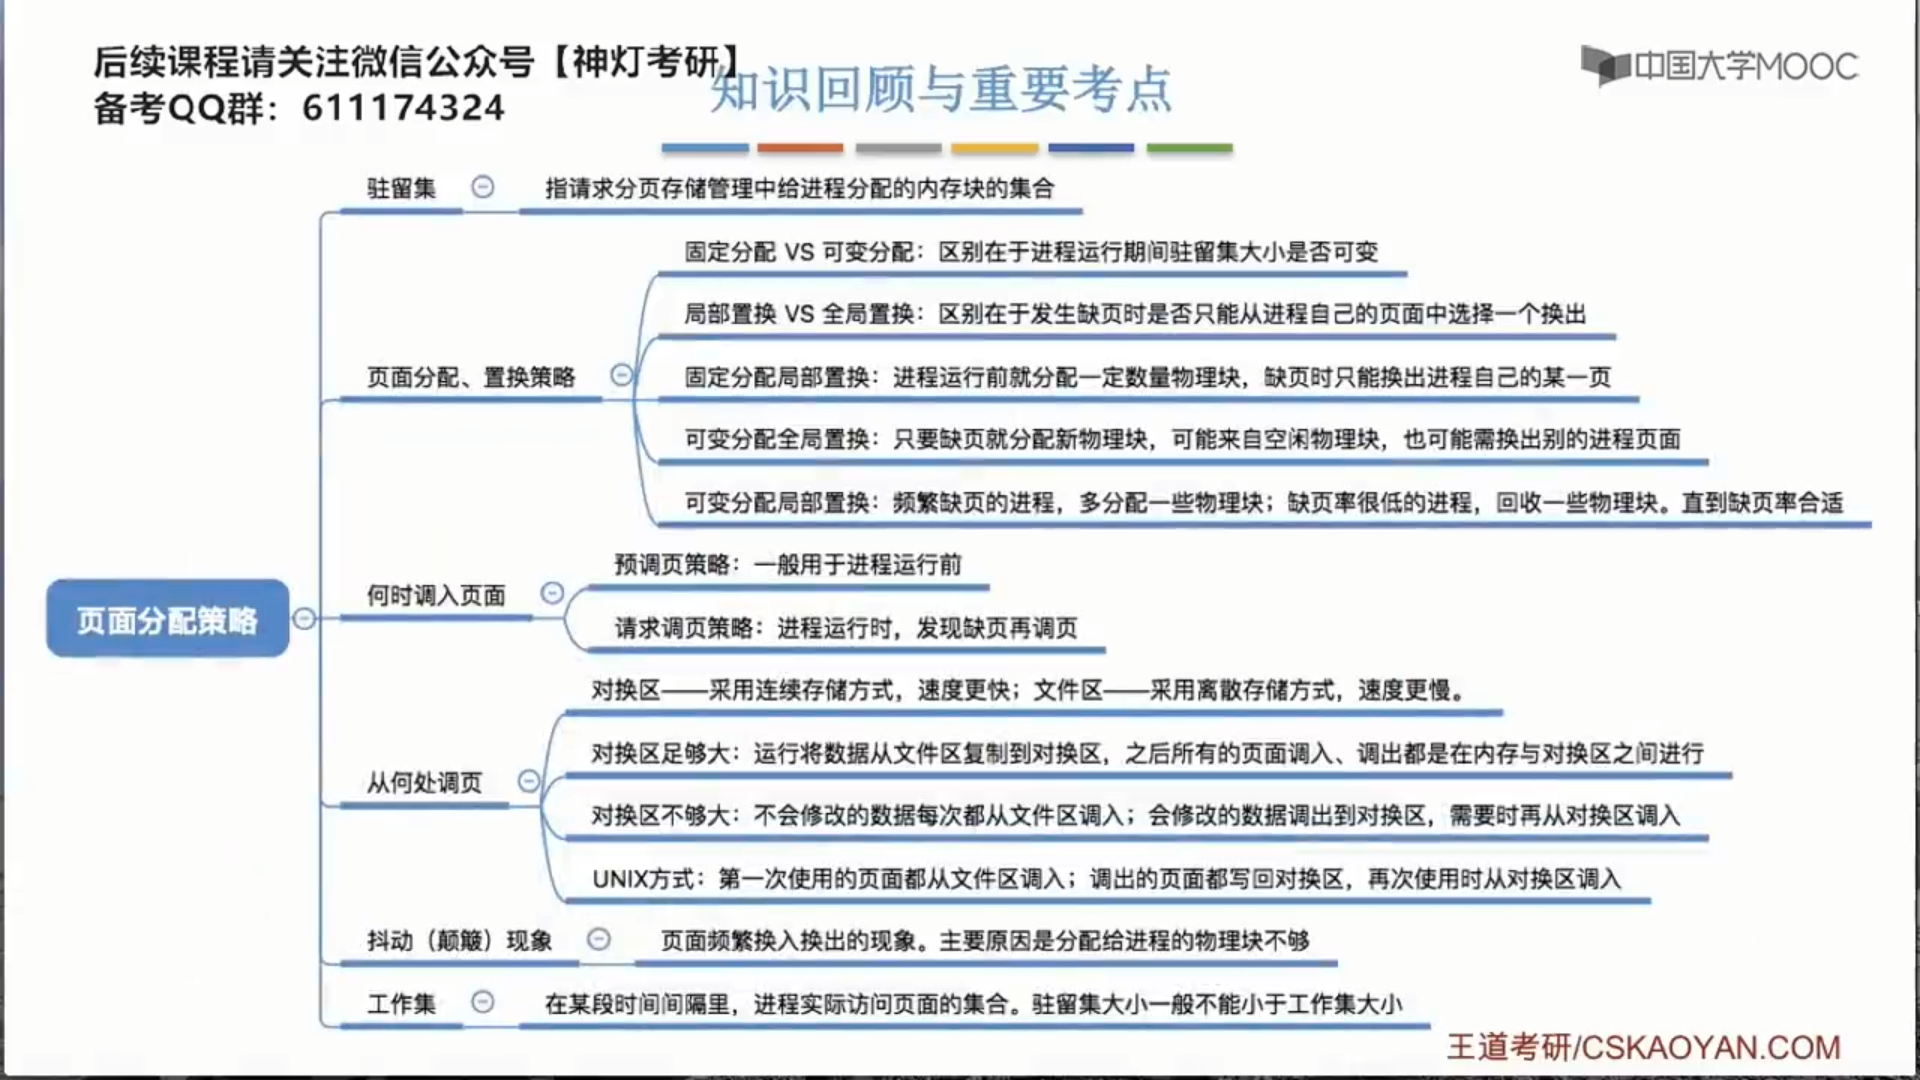 后续课程请关注微信公众号【神灯考研】
备考QQ群：611174324
知识回顾与重要考点
中国大学MOOC
驻留集
指请求分页存储管理中给进程分配的内存块的集合
固定分配 VS 可变分配：区别在于进程运行期间驻留集大小是否可变
局部置换 VS 全局置换：区别在于发生缺页时是否只能从进程自己的页面中选择一个换出
页面分配、置换策略
固定分配局部置换：进程运行前就分配一定数量物理块，缺页时只能换出进程自己的某一页
可变分配全局置换：只要缺页就分配新物理块，可能来自空闲物理块，也可能需换出别的进程页面
可变分配局部置换：频繁缺页的进程，多分配一些物理块；缺页率很低的进程，回收一些物理块。直到缺页率合适
页面分配策略
何时调入页面
预调页策略：一般用于进程运行前
请求调页策略：进程运行时，发现缺页再调页
从何处调页
对换区——采用连续存储方式，速度更快；文件区——采用离散存储方式，速度更慢。
对换区足够大：运行将数据从文件区复制到对换区，之后所有的页面调入、调出都是在内存与对换区之间进行
对换区不够大：不会修改的数据每次都从文件区调入；会修改的数据调出到对换区，需要时再从对换区调入
UNIX方式：第一次使用的页面都从文件区调入；调出的页面都写回对换区，再次使用时从对换区调入
抖动（颠簸）现象
页面频繁换入换出的现象。主要原因是分配给进程的物理块不够
工作集
在某段时间间隔里，进程实际访问页面的集合。驻留集大小一般不能小于工作集大小
王道考研/CSKAOYAN.COM